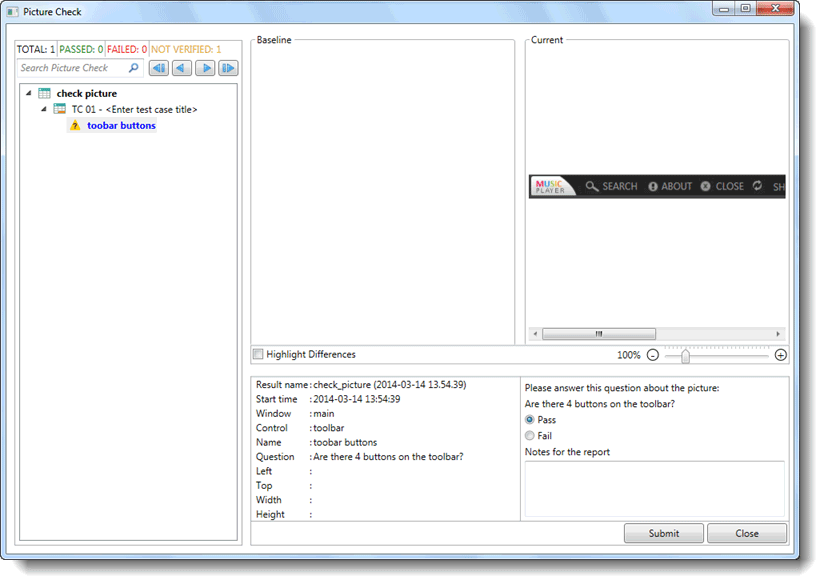 Picture Check
TOTAL: 1 PASSED: 0 FAILED: 0 NOT VERIFIED: 1
Search Picture Check
check picture
TC 01 - <Enter test case title>
toobar buttons
Baseline
Current
MUSIC
PLAYER
SEARCH ABOUT CLOSE SH
Highlight Differences
100%
Result name : check_picture (2014-03-14 13.54.39)
Start time : 2014-03-14 13:54:39
Window : main
Control : toolbar
Name : toobar buttons
Question : Are there 4 buttons on the toolbar?
Left :
Top :
Width :
Height :
Please answer this question about the picture:
Are there 4 buttons on the toolbar?
Pass
Fail
Notes for the report
Submit Close